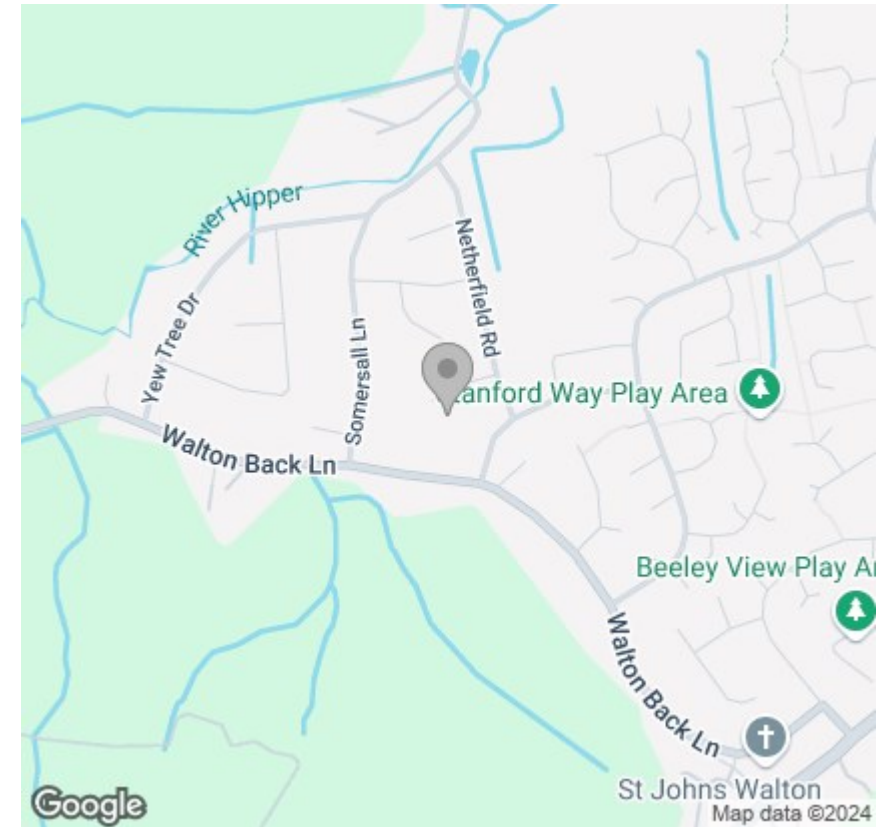 River Hipper
Netherfield Rd
Yew Tree Dr
Somersall Ln
tanford Way Play Area
Walton Back Ln
Beeley View Play Ar
Walton Back Ln
St Johns Walton
Google
Map data ©2024